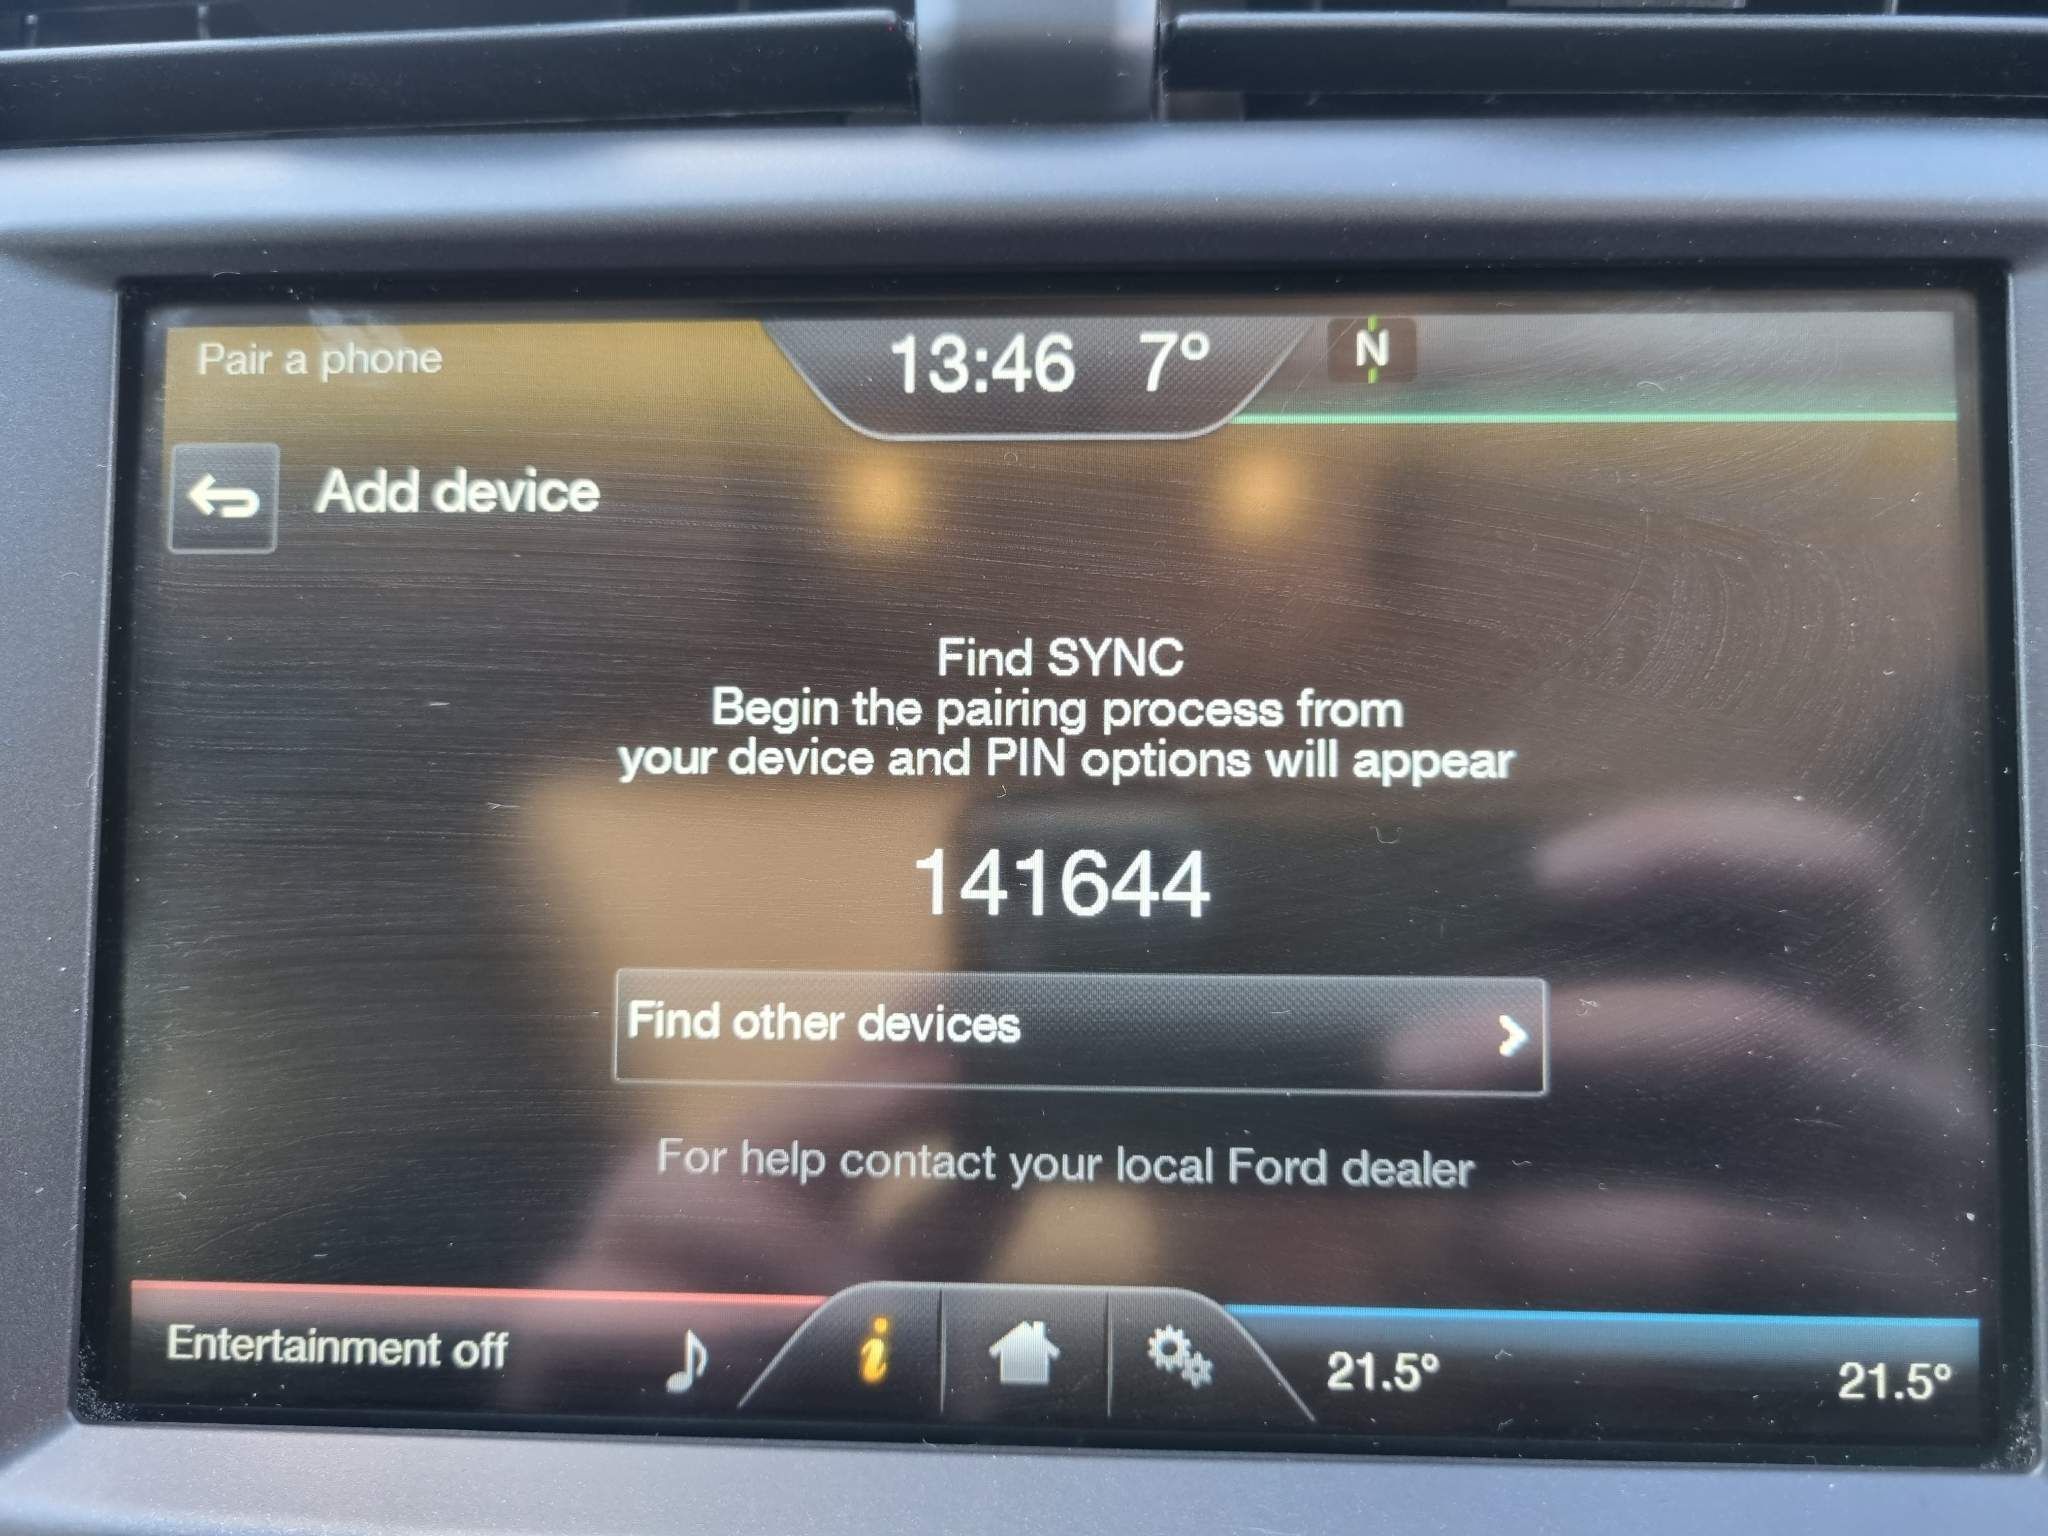 Pair a phone
13:46 7°
N
Add device
Find SYNC
Begin the pairing process from
your device and PIN options will appear
141644
Find other devices
For help contact your local Ford dealer
Entertainment off
i
21.5°
21.5°